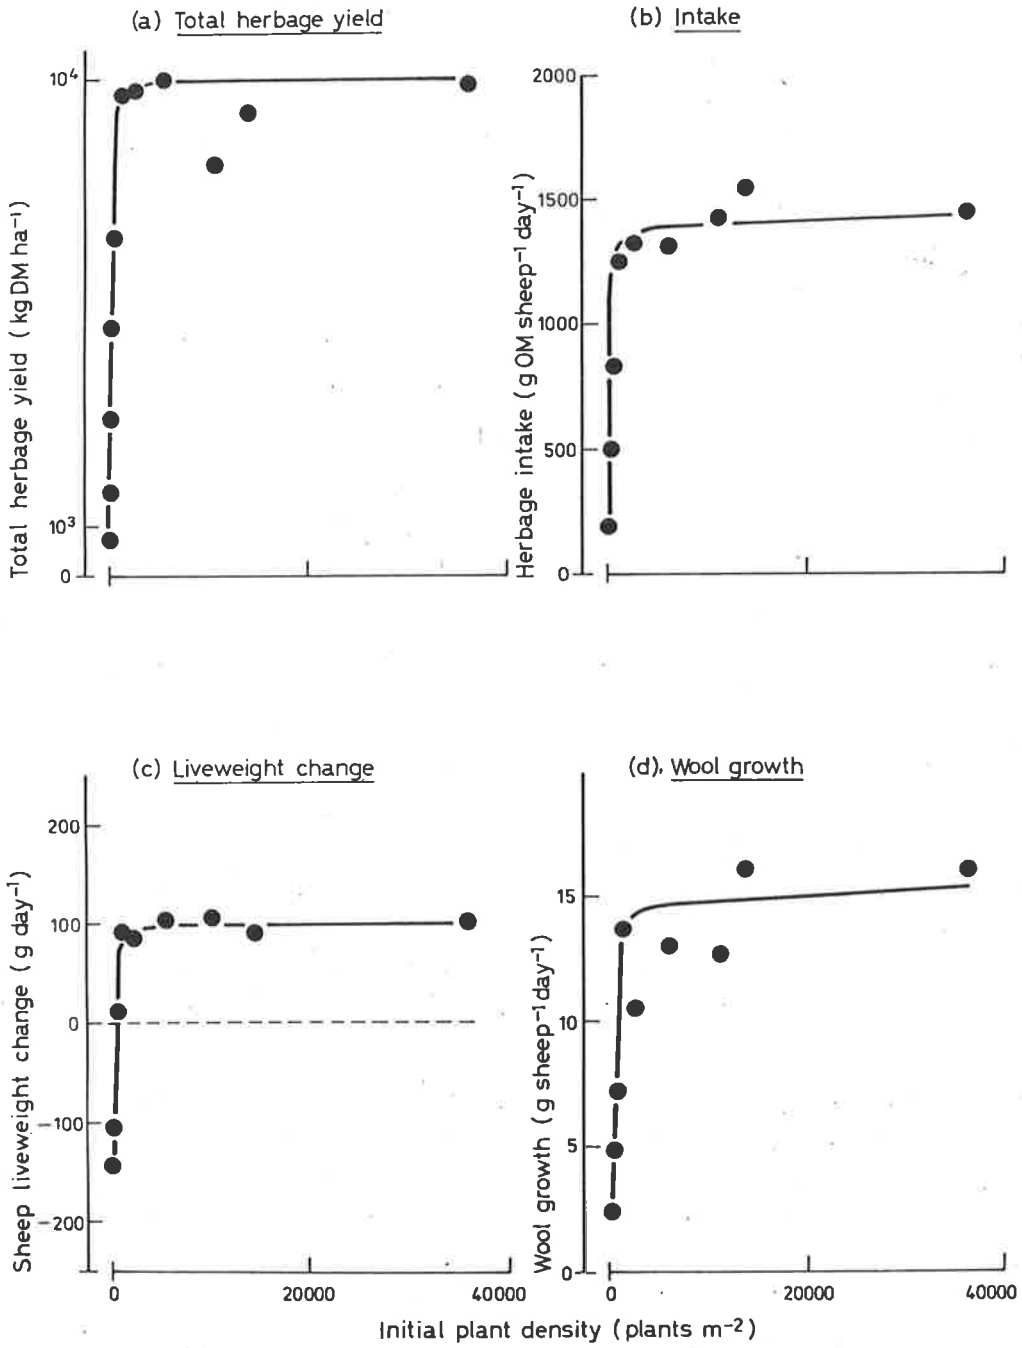 (a) Total herbage yield
Total herbage yield (kg DM ha⁻¹)
10⁴
10³
0
(b) Intake
Herbage intake (g OM sheep⁻¹ day⁻¹)
2000
1500
1000
500
0
(c) Liveweight change
Sheep liveweight change (g day⁻¹)
200
100
0
-100
-200
0
20000
40000
(d). Wool growth
Wool growth (g sheep⁻¹ day⁻¹)
15
10
5
0
0
20000
40000
Initial plant density (plants m⁻²)